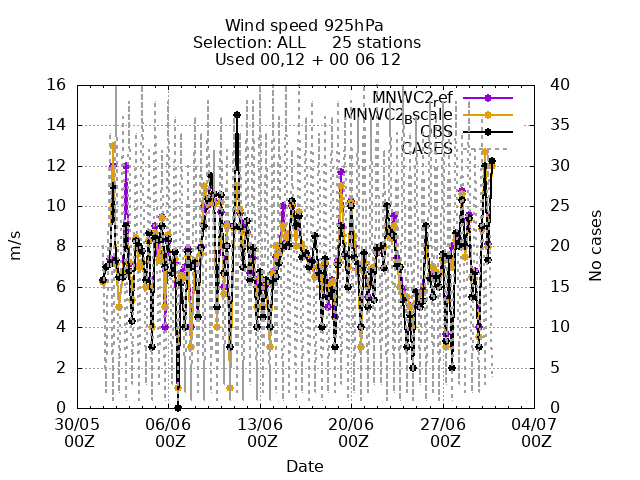 Wind speed 925hPa
Selection: ALL 25 stations
Used 00,12 + 00 06 12
16
14
12
10
8
6
4
2
0
m/s
40
35
30
25
20
15
10
5
0
No cases
MNWC2ref
MNWC2Bscale
OBS
CASES
30/05 06/06 13/06 20/06 27/06 04/07
00Z 00Z 00Z 00Z 00Z 00Z
Date